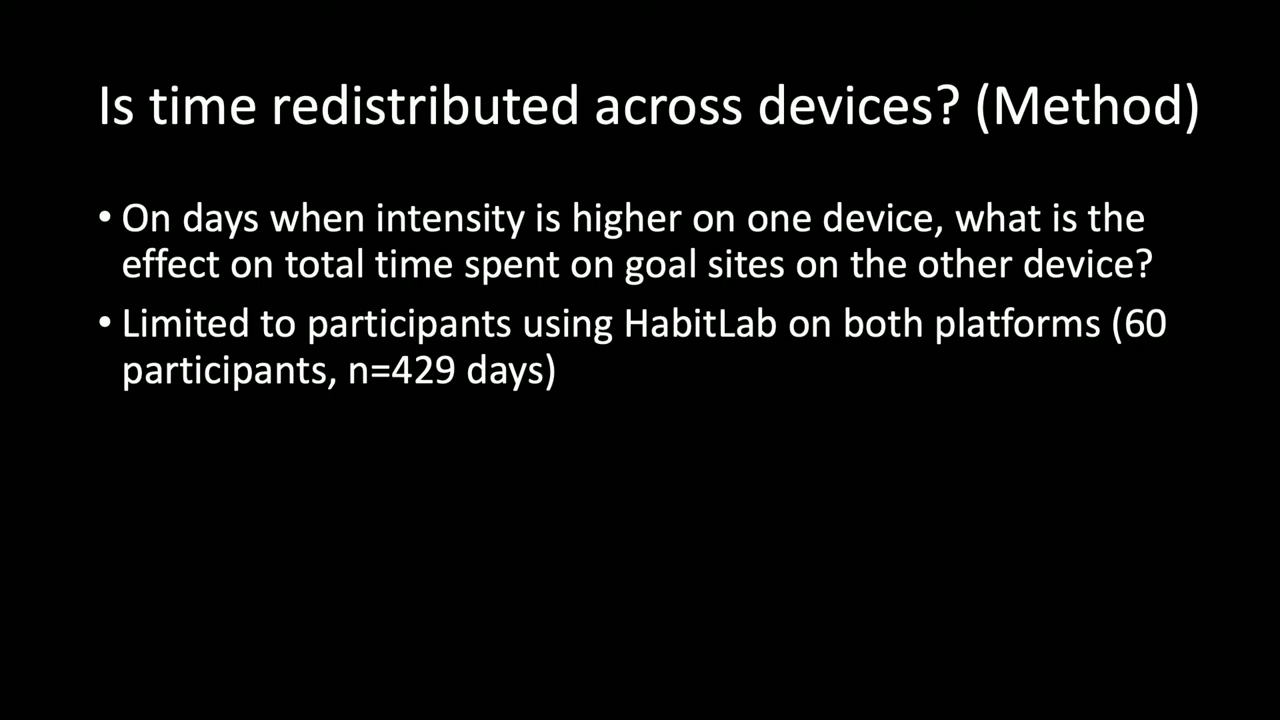 Is time redistributed across devices? (Method)
• On days when intensity is higher on one device, what is the
effect on total time spent on goal sites on the other device?
• Limited to participants using HabitLab on both platforms (60
participants, n=429 days)